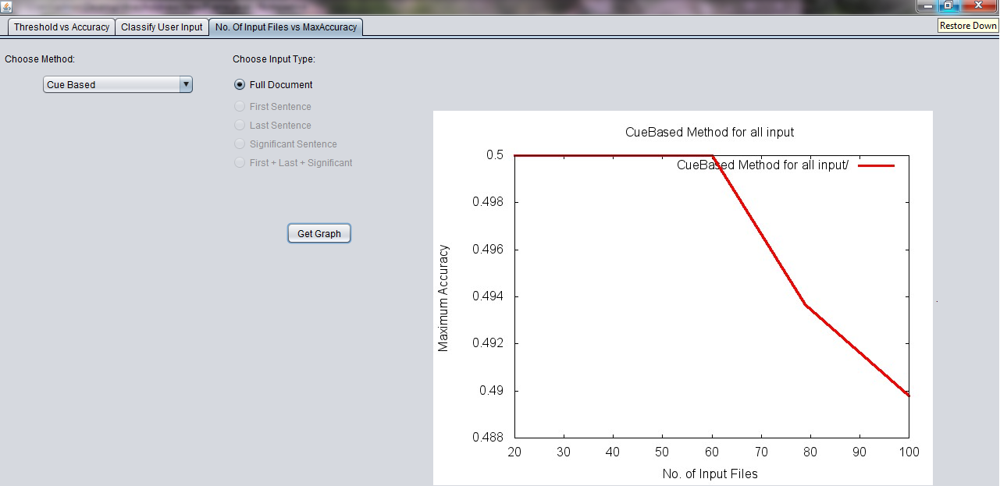 Threshold vs Accuracy
Classify User Input
No. Of Input Files vs MaxAccuracy
Restore Down
Choose Method:
Choose Input Type:
Cue Based
Full Document
First Sentence
Last Sentence
Significant Sentence
First + Last + Significant
Get Graph
CueBased Method for all input
CueBased Method for all input/
0.5
0.498
0.496
0.494
0.492
0.49
0.488
Maximum Accuracy
20 30 40 50 60 70 80 90 100
No. of Input Files